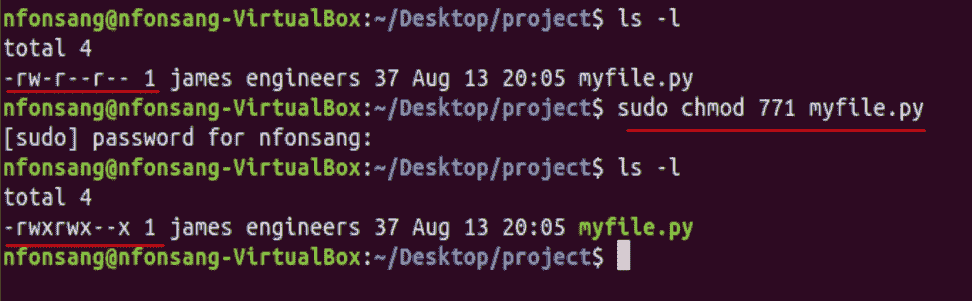 nfonsang@nfonsang-VirtualBox:~/Desktop/project$ ls -l
total 4
-rw-r--r-- 1 james engineers 37 Aug 13 20:05 myfile.py
nfonsang@nfonsang-VirtualBox:~/Desktop/project$ sudo chmod 771 myfile.py
[sudo] password for nfonsang:
nfonsang@nfonsang-VirtualBox:~/Desktop/project$ ls -l
total 4
-rwxrwx--x 1 james engineers 37 Aug 13 20:05 myfile.py
nfonsang@nfonsang-VirtualBox:~/Desktop/project$